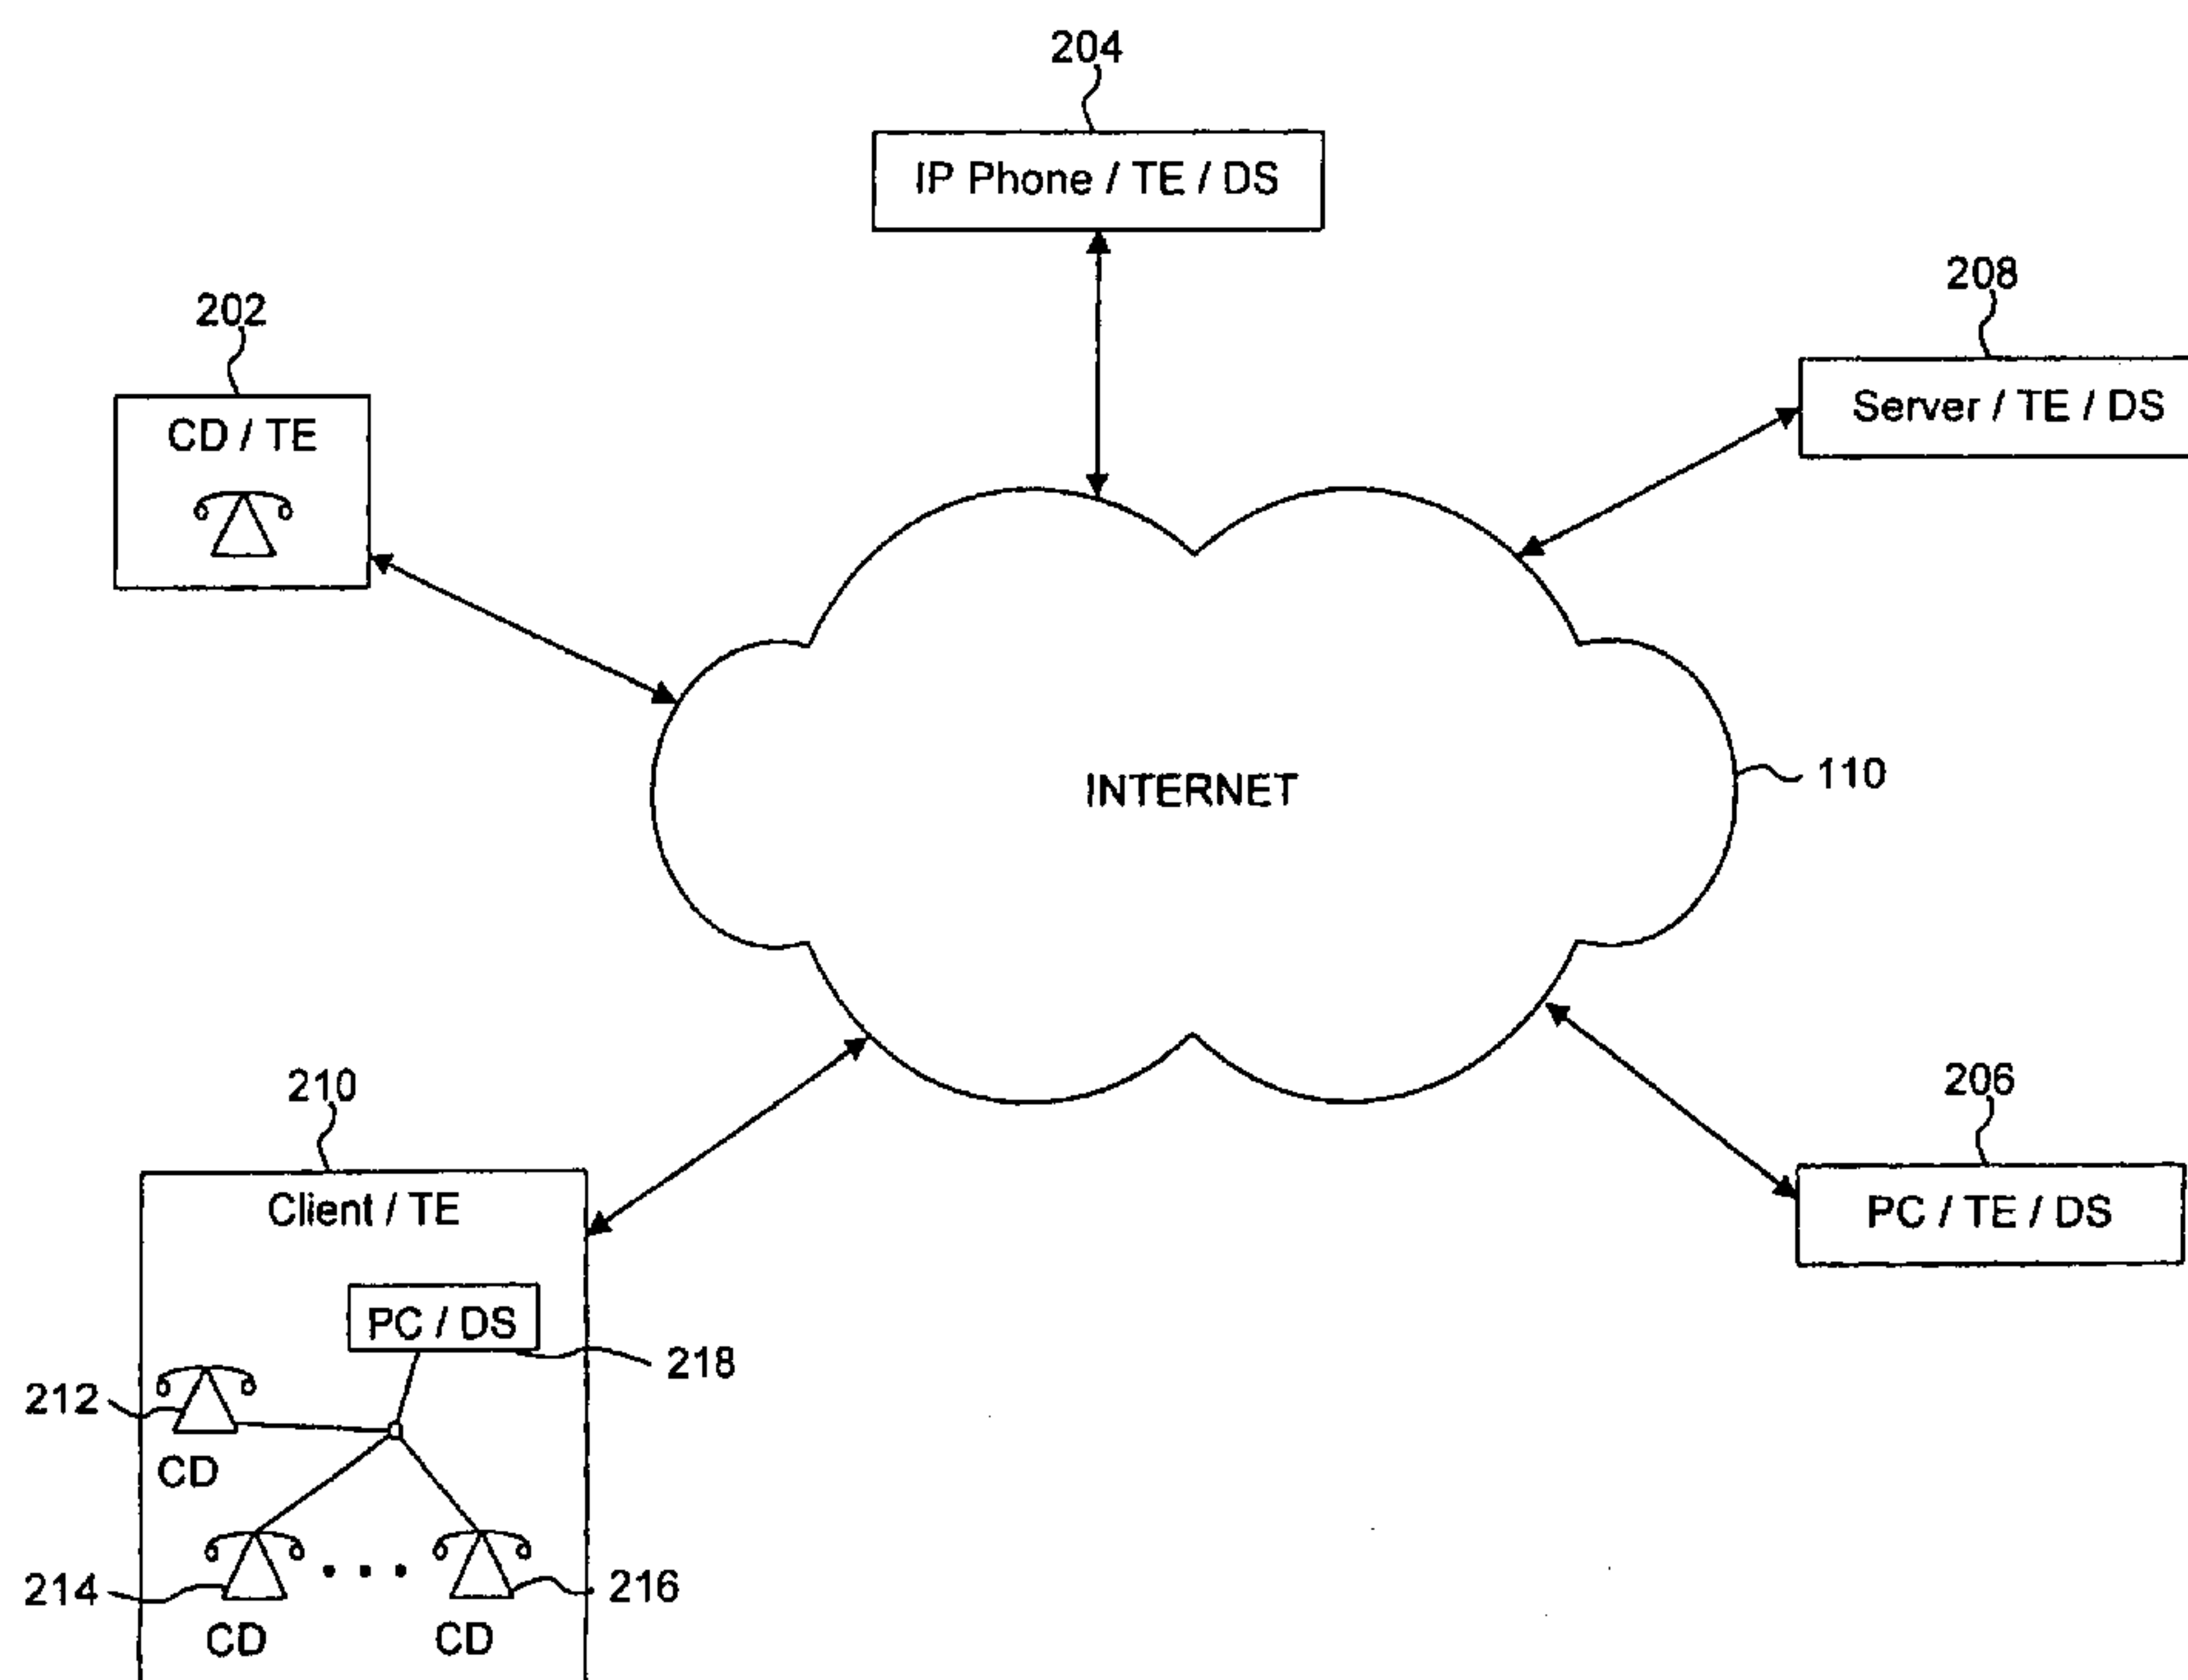 204
IP Phone / TE / DS
208
Server / TE / DS
202
CD / TE
INTERNET
110
210
Client / TE
206
PC / TE / DS
PC / DS
218
212
CD
214
216
CD
CD